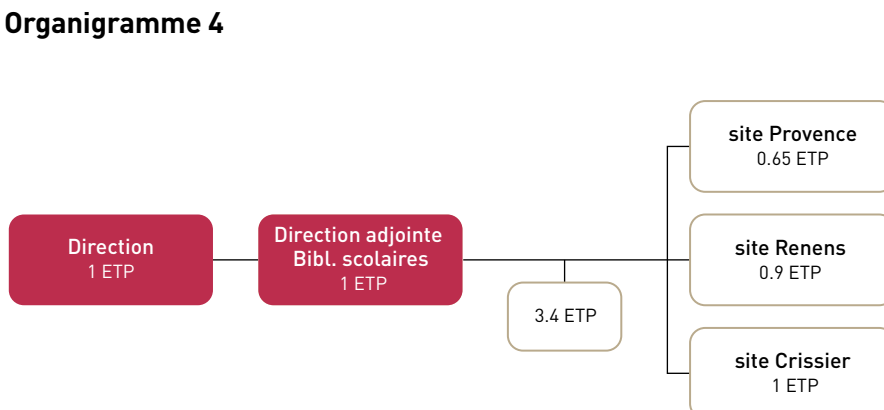 Organigramme 4
Direction
1 ETP
Direction adjointe
Bibl. scolaires
1 ETP
3.4 ETP
site Provence
0.65 ETP
site Renens
0.9 ETP
site Crissier
1 ETP